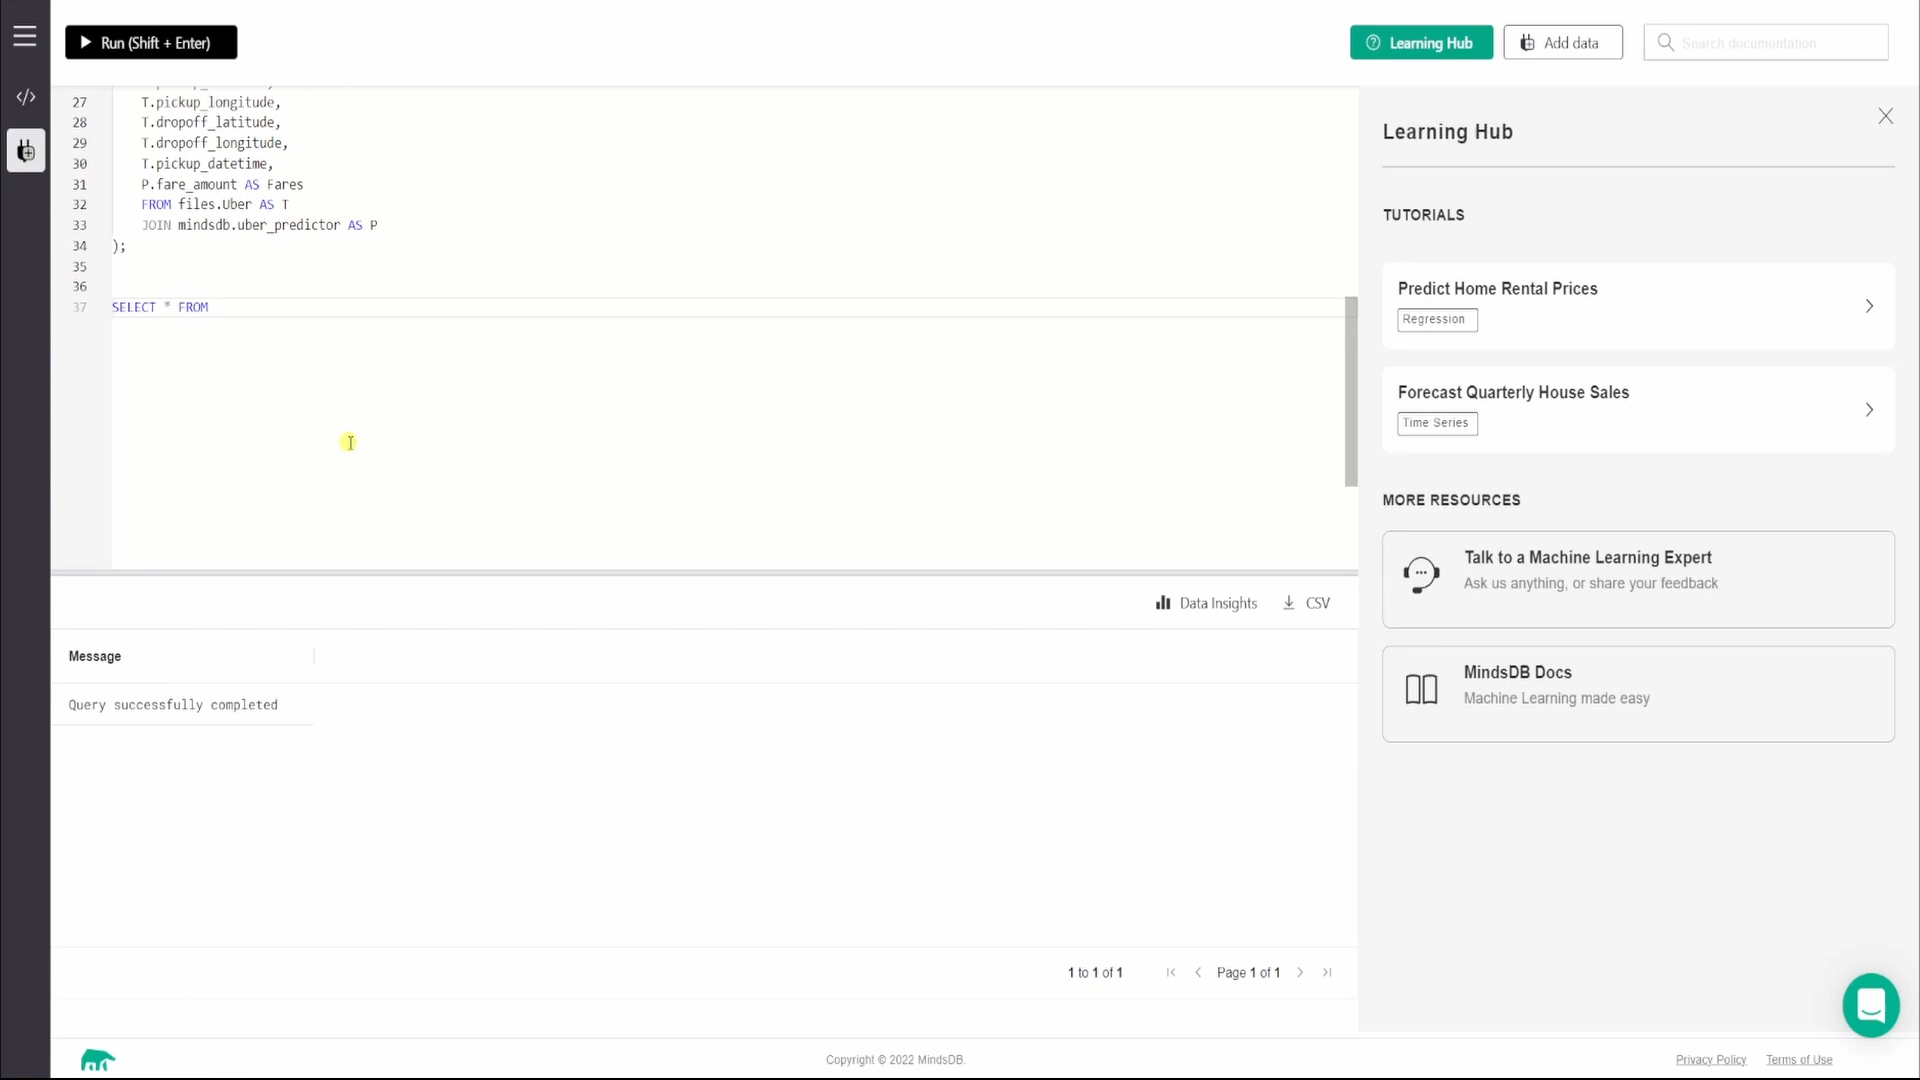 Run (Shift + Enter)
Learning Hub
Add data
Search documentation
27 T.pickup_longitude,
28 T.dropoff_latitude,
29 T.dropoff_longitude,
30 T.pickup_datetime,
31 P.fare_amount AS Fares
32 FROM files.Uber AS T
33 JOIN mindsdb.uber_predictor AS P
34 );
35
36
37 SELECT * FROM
Data Insights
CSV
Message
Query successfully completed
1 to 1 of 1
Page 1 of 1
Learning Hub
TUTORIALS
Predict Home Rental Prices
Regression
Forecast Quarterly House Sales
Time Series
MORE RESOURCES
Talk to a Machine Learning Expert
Ask us anything, or share your feedback
MindsDB Docs
Machine Learning made easy
Copyright © 2022 MindsDB.
Privacy Policy
Terms of Use